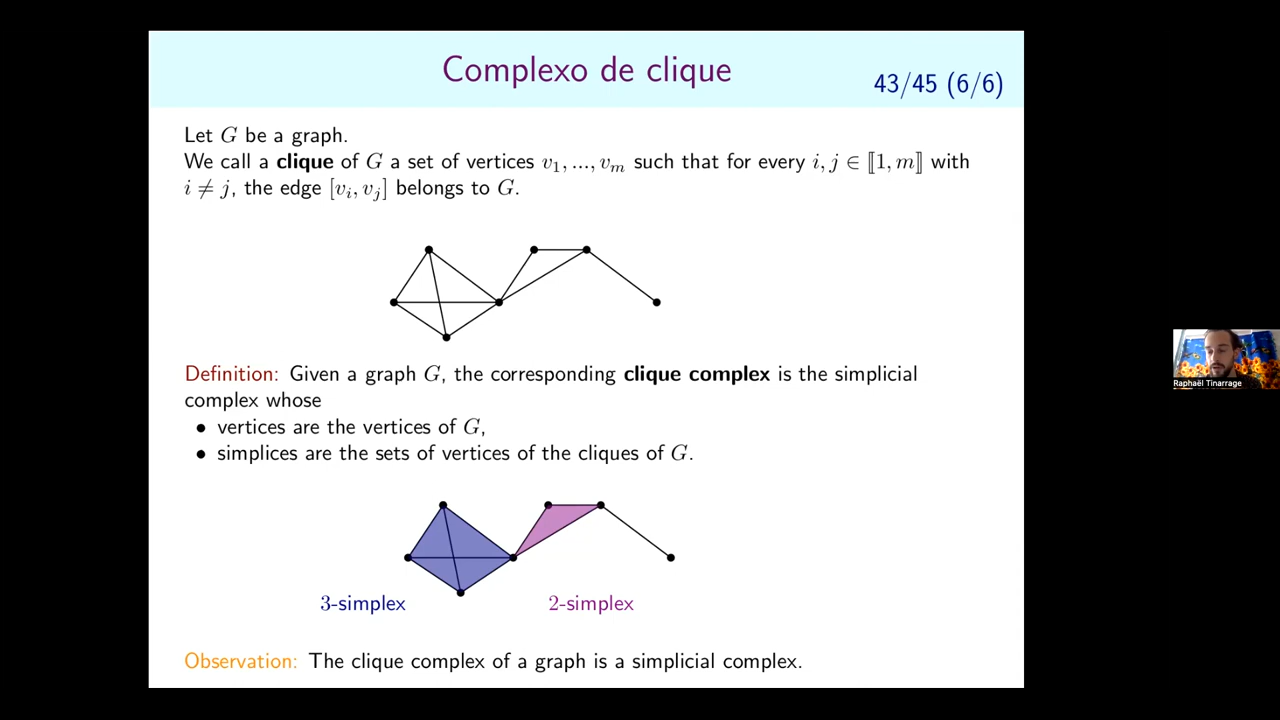 Complexo de clique
43/45 (6/6)
Let G be a graph.
We call a clique of G a set of vertices v₁, ..., vₘ such that for every i, j ∈ ⟦1, m⟧ with
i ≠ j, the edge [vᵢ, vⱼ] belongs to G.
Definition: Given a graph G, the corresponding clique complex is the simplicial
complex whose
• vertices are the vertices of G,
• simplices are the sets of vertices of the cliques of G.
3-simplex
2-simplex
Observation: The clique complex of a graph is a simplicial complex.
Raphaël Tinarrage